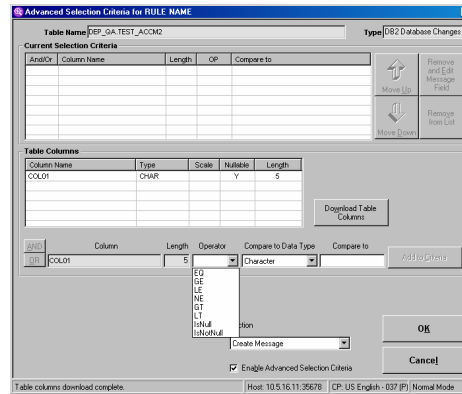 Advanced Selection Criteria for RULE NAME
Table Name DEP_QA.TEST_ACCM2 Type DB2 Database Changes
Current Selection Criteria
And/Or Column Name Length OP Compare to
Move Up
Remove and Edit Message Field
Move Down
Remove from List
Table Columns
Column Name Type Scale Nullable Length
COL01 CHAR Y 5
Download Table Columns
AND Column Length Operator Compare to Data Type Compare to
OR COL01 5 Character Add to Criteria
EQ
GE
LE
NE
GT
LT
IsNull
IsNotNull
ction
Create Message
OK
Enable Advanced Selection Criteria
Cancel
Table columns download complete. Host: 10.5.16.11:35678 CP: US English - 037 (P) Normal Mode